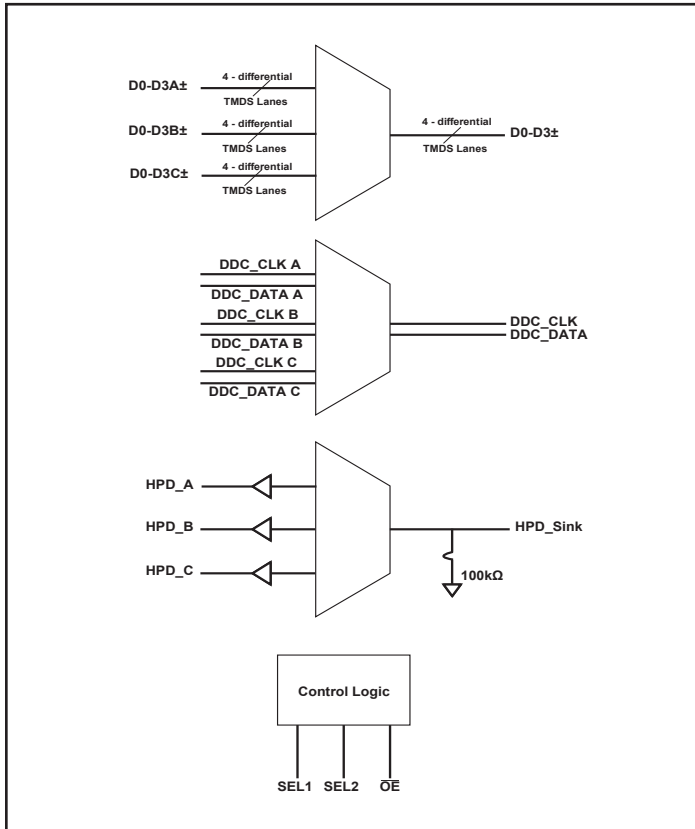 D0-D3A±
4 - differential
TMDS Lanes
D0-D3B±
4 - differential
TMDS Lanes
4 - differential
TMDS Lanes
D0-D3±
D0-D3C±
4 - differential
TMDS Lanes
DDC_CLK A
DDC_DATA A
DDC_CLK B
DDC_DATA B
DDC_CLK C
DDC_DATA C
DDC_CLK
DDC_DATA
HPD_A
HPD_B
HPD_C
HPD_Sink
100kΩ
Control Logic
SEL1 SEL2 O̅E̅